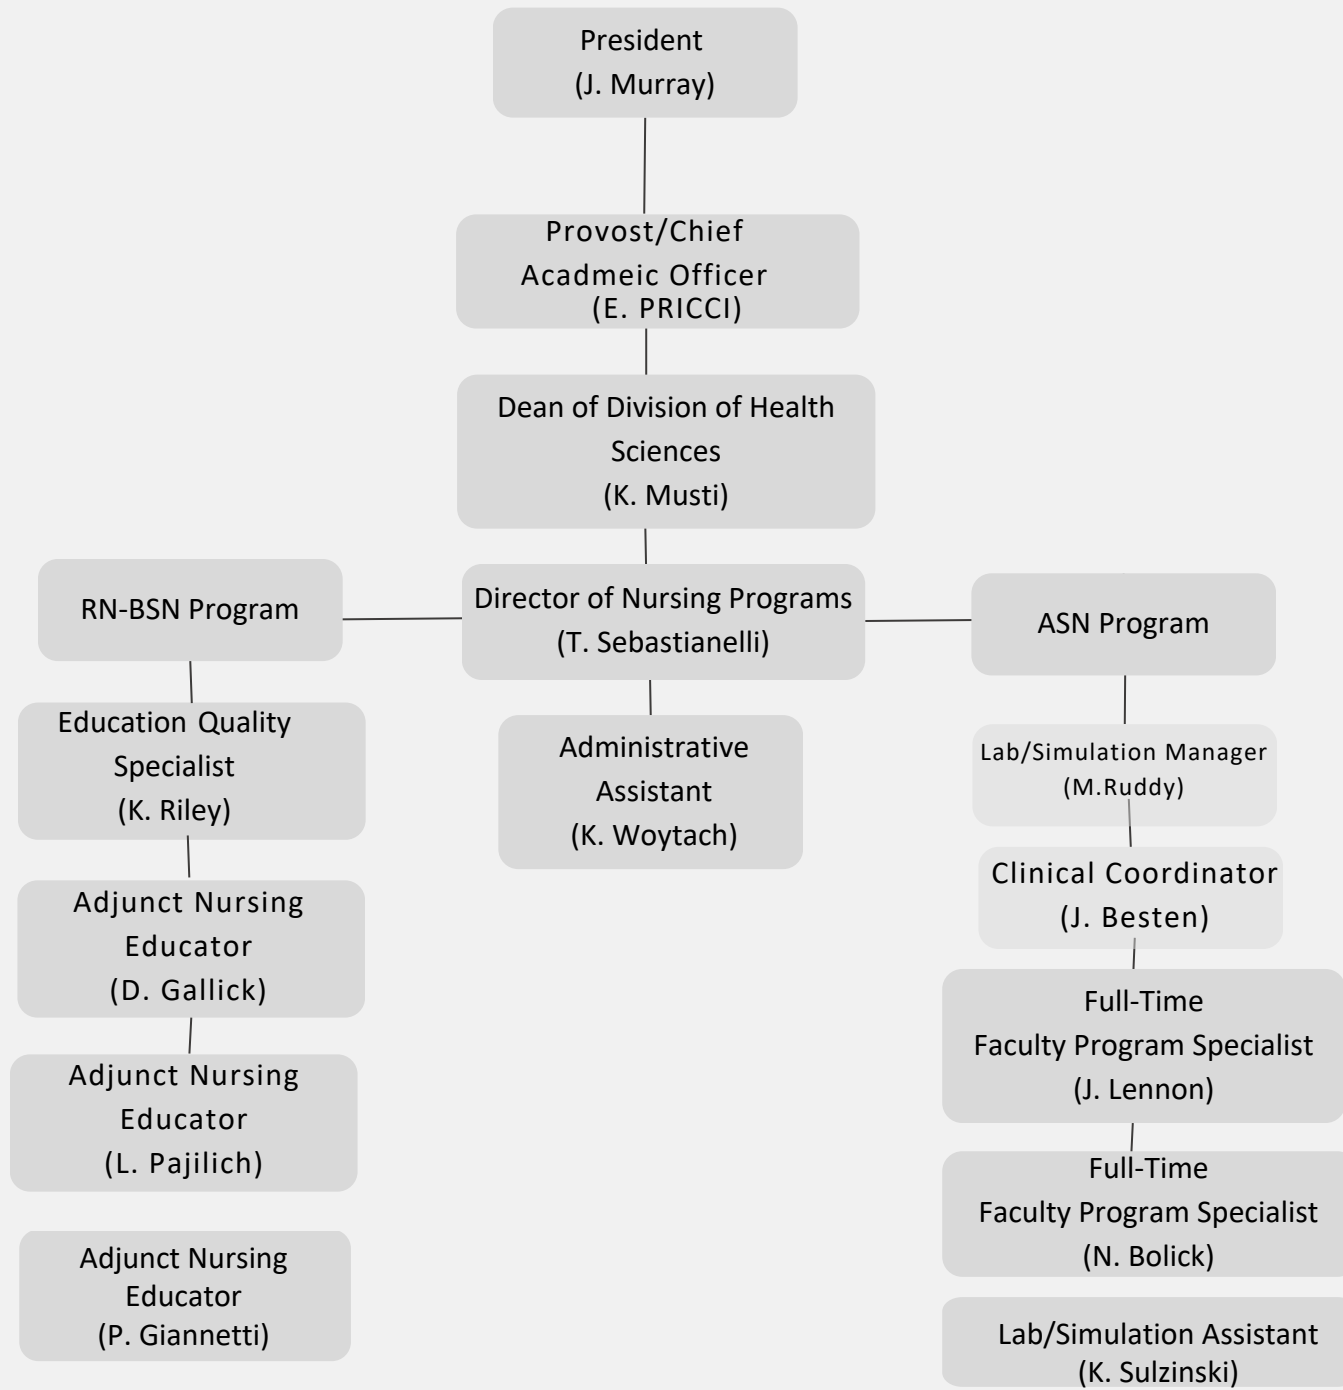 President
(J. Murray)
Provost/Chief
Acadmeic Officer
(E. PRICCI)
Dean of Division of Health
Sciences
(K. Musti)
Director of Nursing Programs
(T. Sebastianelli)
Administrative
Assistant
(K. Woytach)
RN-BSN Program
Education Quality
Specialist
(K. Riley)
Adjunct Nursing
Educator
(D. Gallick)
Adjunct Nursing
Educator
(L. Pajilich)
Adjunct Nursing
Educator
(P. Giannetti)
ASN Program
Lab/Simulation Manager
(M.Ruddy)
Clinical Coordinator
(J. Besten)
Full-Time
Faculty Program Specialist
(J. Lennon)
Full-Time
Faculty Program Specialist
(N. Bolick)
Lab/Simulation Assistant
(K. Sulzinski)